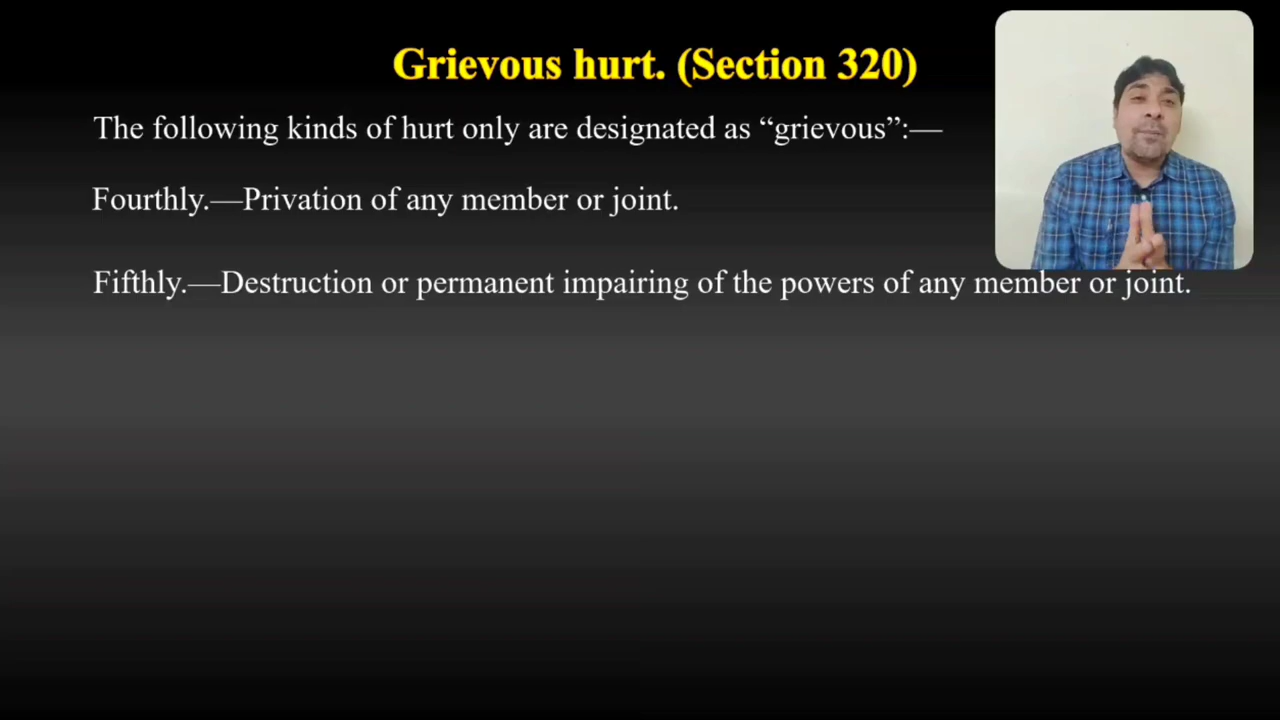 Grievous hurt. (Section 320)
The following kinds of hurt only are designated as “grievous”:—
Fourthly.—Privation of any member or joint.
Fifthly.—Destruction or permanent impairing of the powers of any member or joint.